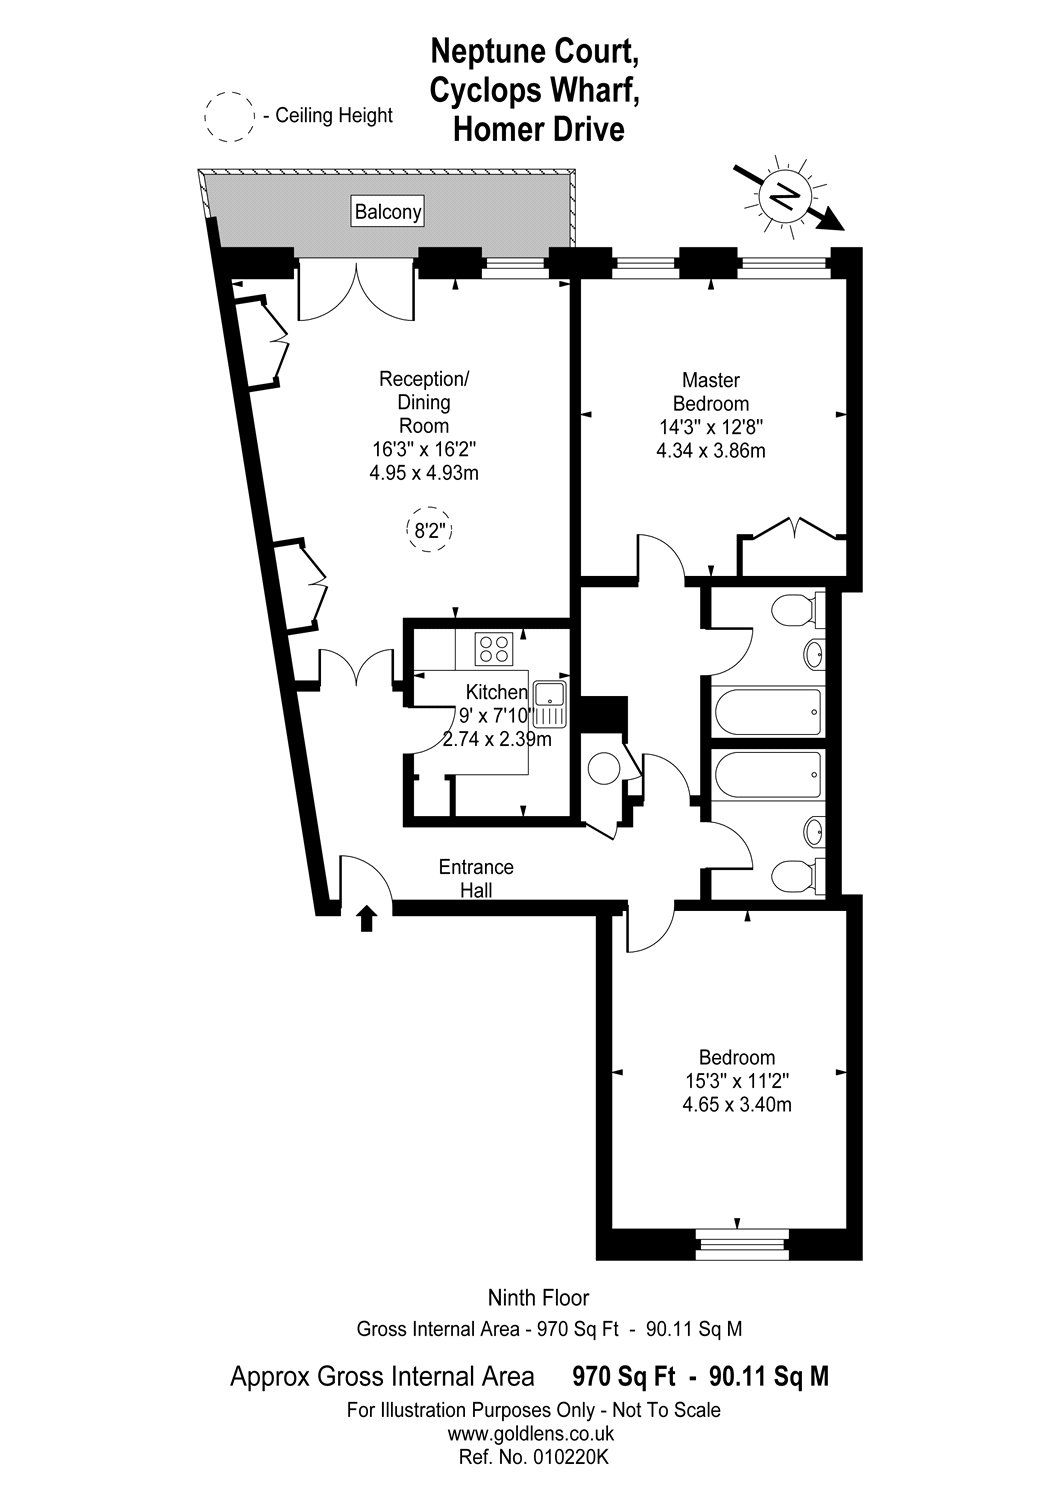 Neptune Court,
Cyclops Wharf,
Homer Drive
- Ceiling Height
N
Balcony
Reception/
Dining
Room
16'3" x 16'2"
4.95 x 4.93m
8'2"
Master
Bedroom
14'3" x 12'8"
4.34 x 3.86m
Kitchen
9' x 7'10"
2.74 x 2.39m
Entrance
Hall
Bedroom
15'3" x 11'2"
4.65 x 3.40m
Ninth Floor
Gross Internal Area - 970 Sq Ft - 90.11 Sq M
Approx Gross Internal Area 970 Sq Ft - 90.11 Sq M
For Illustration Purposes Only - Not To Scale
www.goldlens.co.uk
Ref. No. 010220K